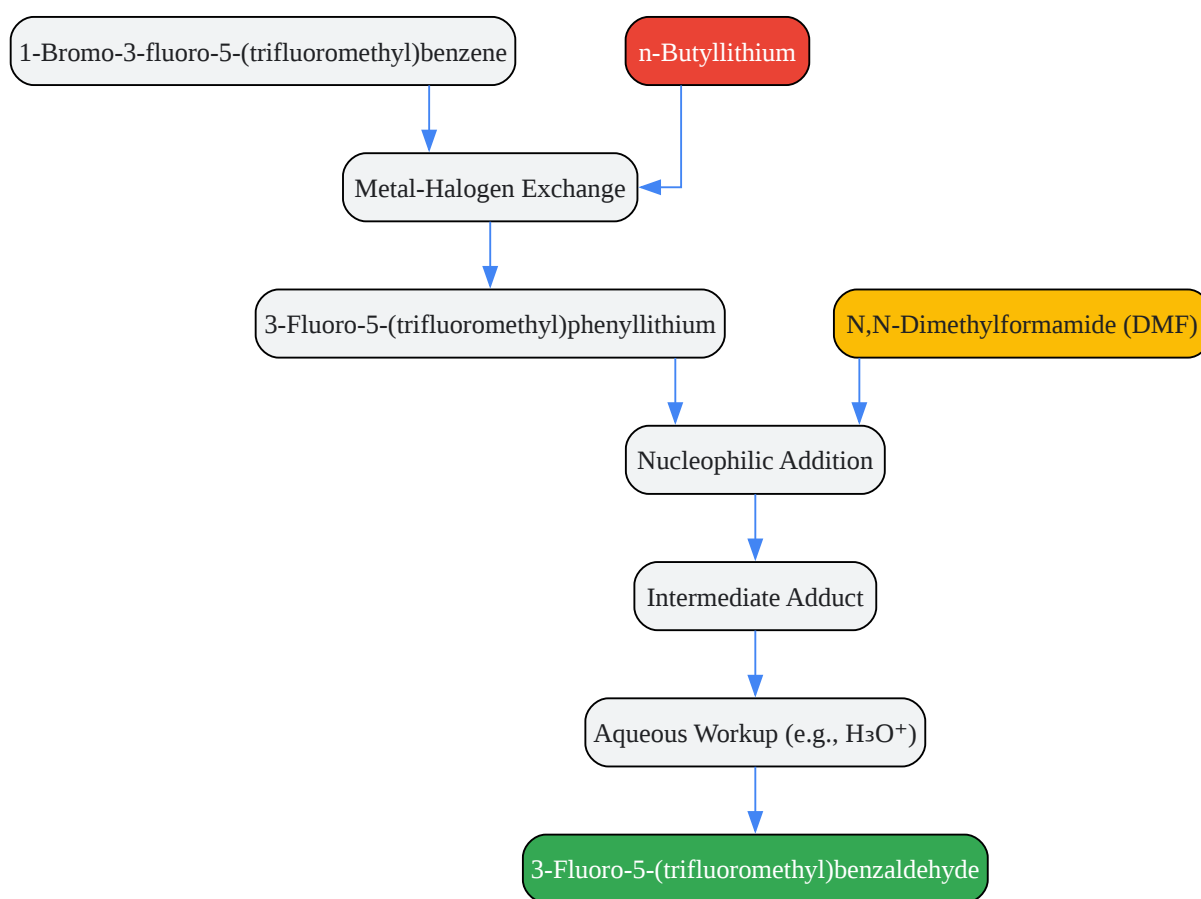 1-Bromo-3-fluoro-5-(trifluoromethyl)benzene
n-Butyllithium
Metal-Halogen Exchange
3-Fluoro-5-(trifluoromethyl)phenyllithium
N,N-Dimethylformamide (DMF)
Nucleophilic Addition
Intermediate Adduct
Aqueous Workup (e.g., H₃O⁺)
3-Fluoro-5-(trifluoromethyl)benzaldehyde